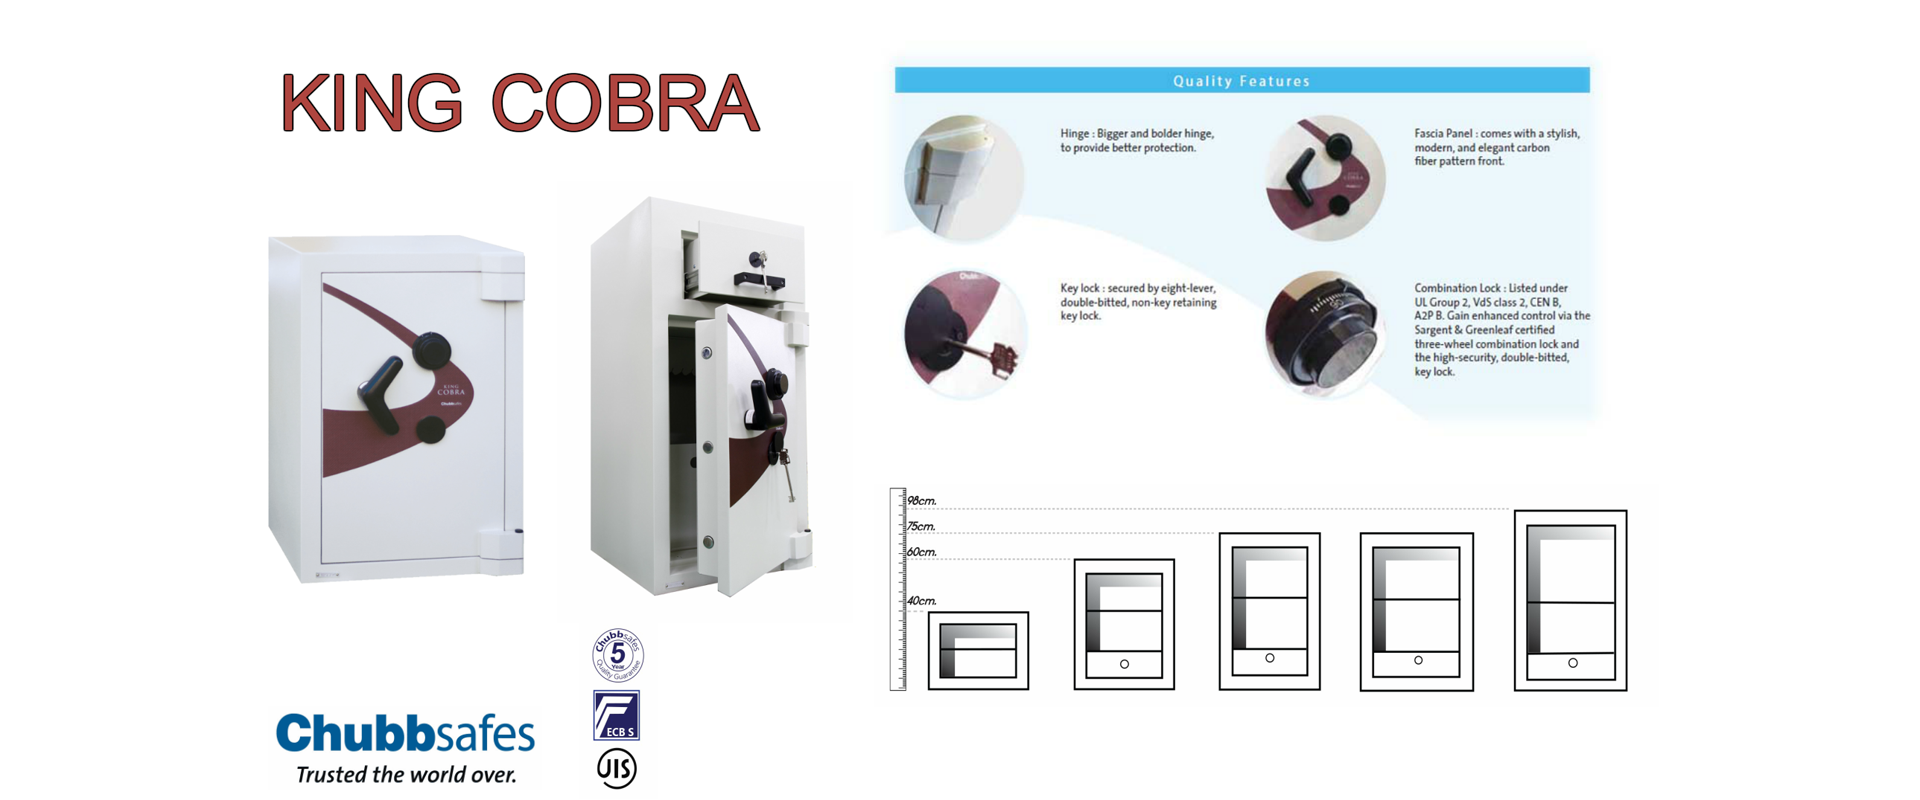 KING COBRA
KING
COBRA
Chubbsafes
Chubbsafes
5
Year
Quality Guarantee
ECB S
JIS
Chubbsafes
Trusted the world over.
Quality Features
Hinge : Bigger and bolder hinge,
to provide better protection.
Fascia Panel : comes with a stylish,
modern, and elegant carbon
fiber pattern front.
KING
COBRA
Key lock : secured by eight-lever,
double-bitted, non-key retaining
key lock.
Combination Lock : Listed under
UL Group 2, VdS class 2, CEN B,
A2P B. Gain enhanced control via the
Sargent & Greenleaf certified
three-wheel combination lock and
the high-security, double-bitted,
key lock.
98cm.
75cm.
60cm.
40cm.